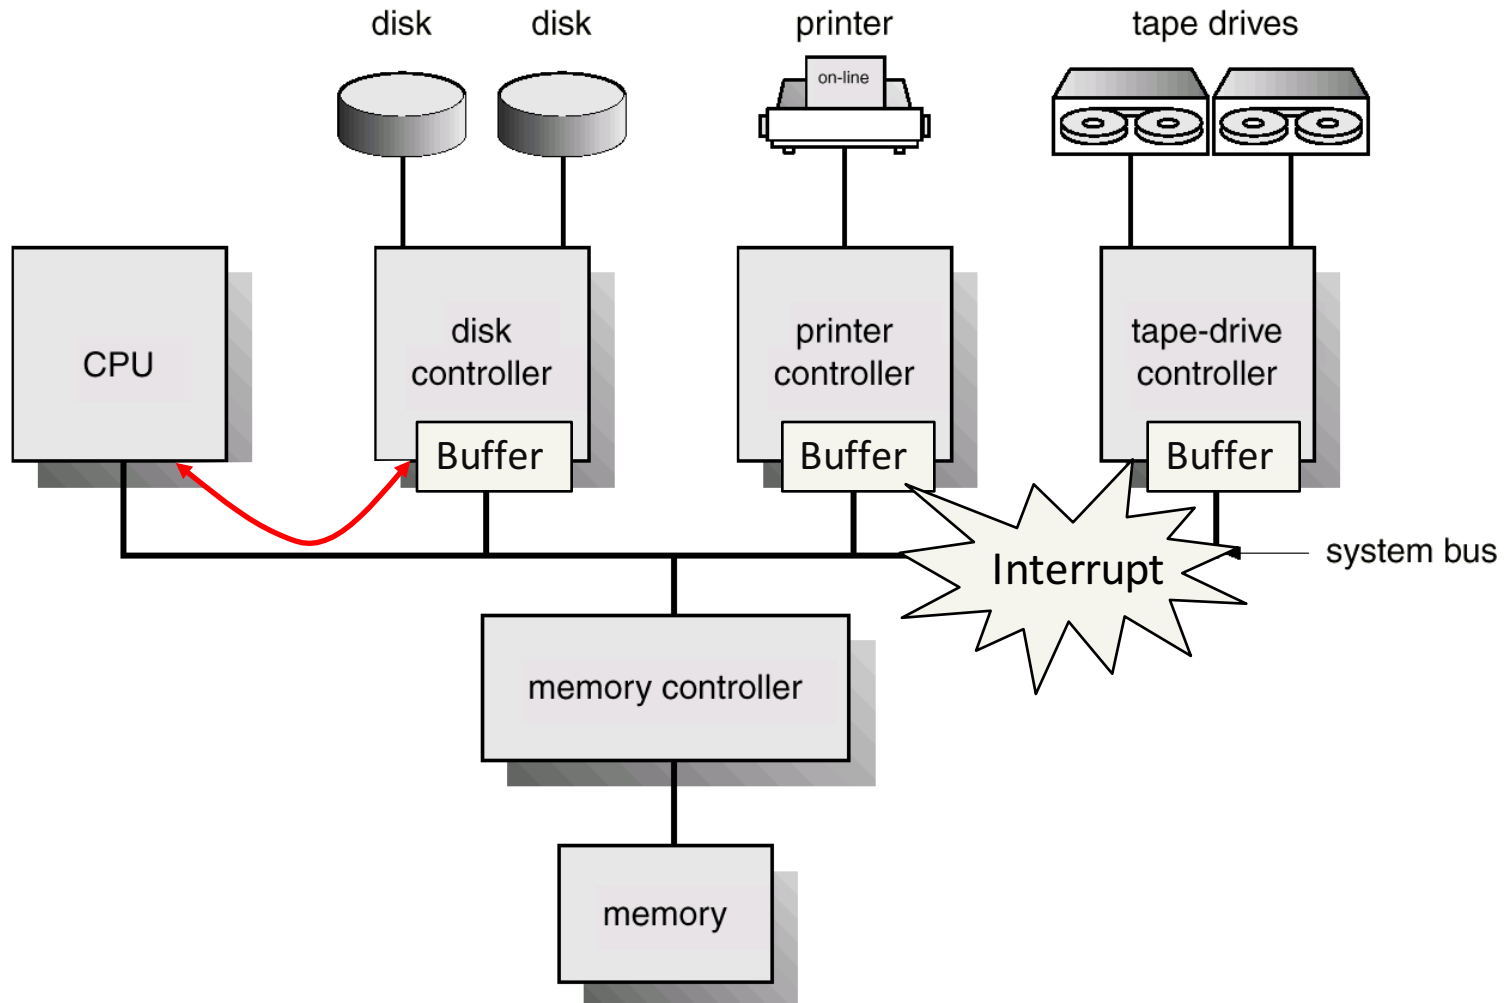 disk
disk
printer
tape drives
on-line
CPU
disk
controller
printer
controller
tape-drive
controller
Buffer
Buffer
Buffer
Interrupt
system bus
memory controller
memory